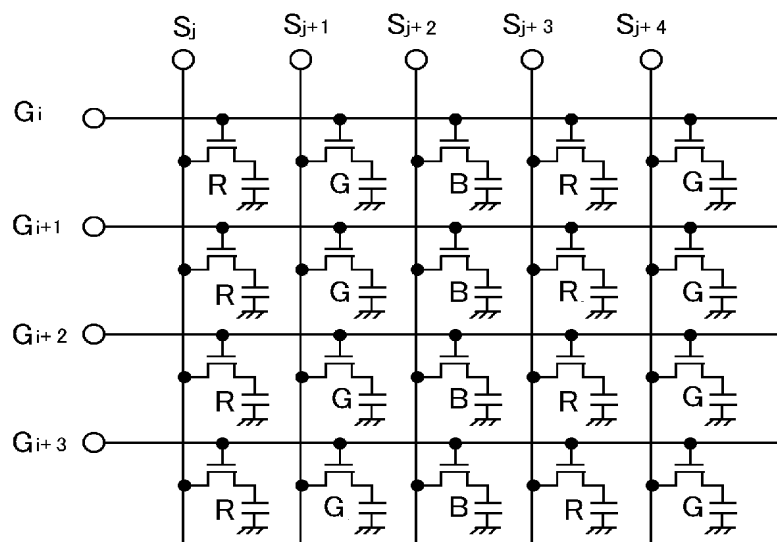 Sj Sj+1 Sj+2 Sj+3 Sj+4
Gi
R G B R G
Gi+1
R G B R G
Gi+2
R G B R G
Gi+3
R G B R G